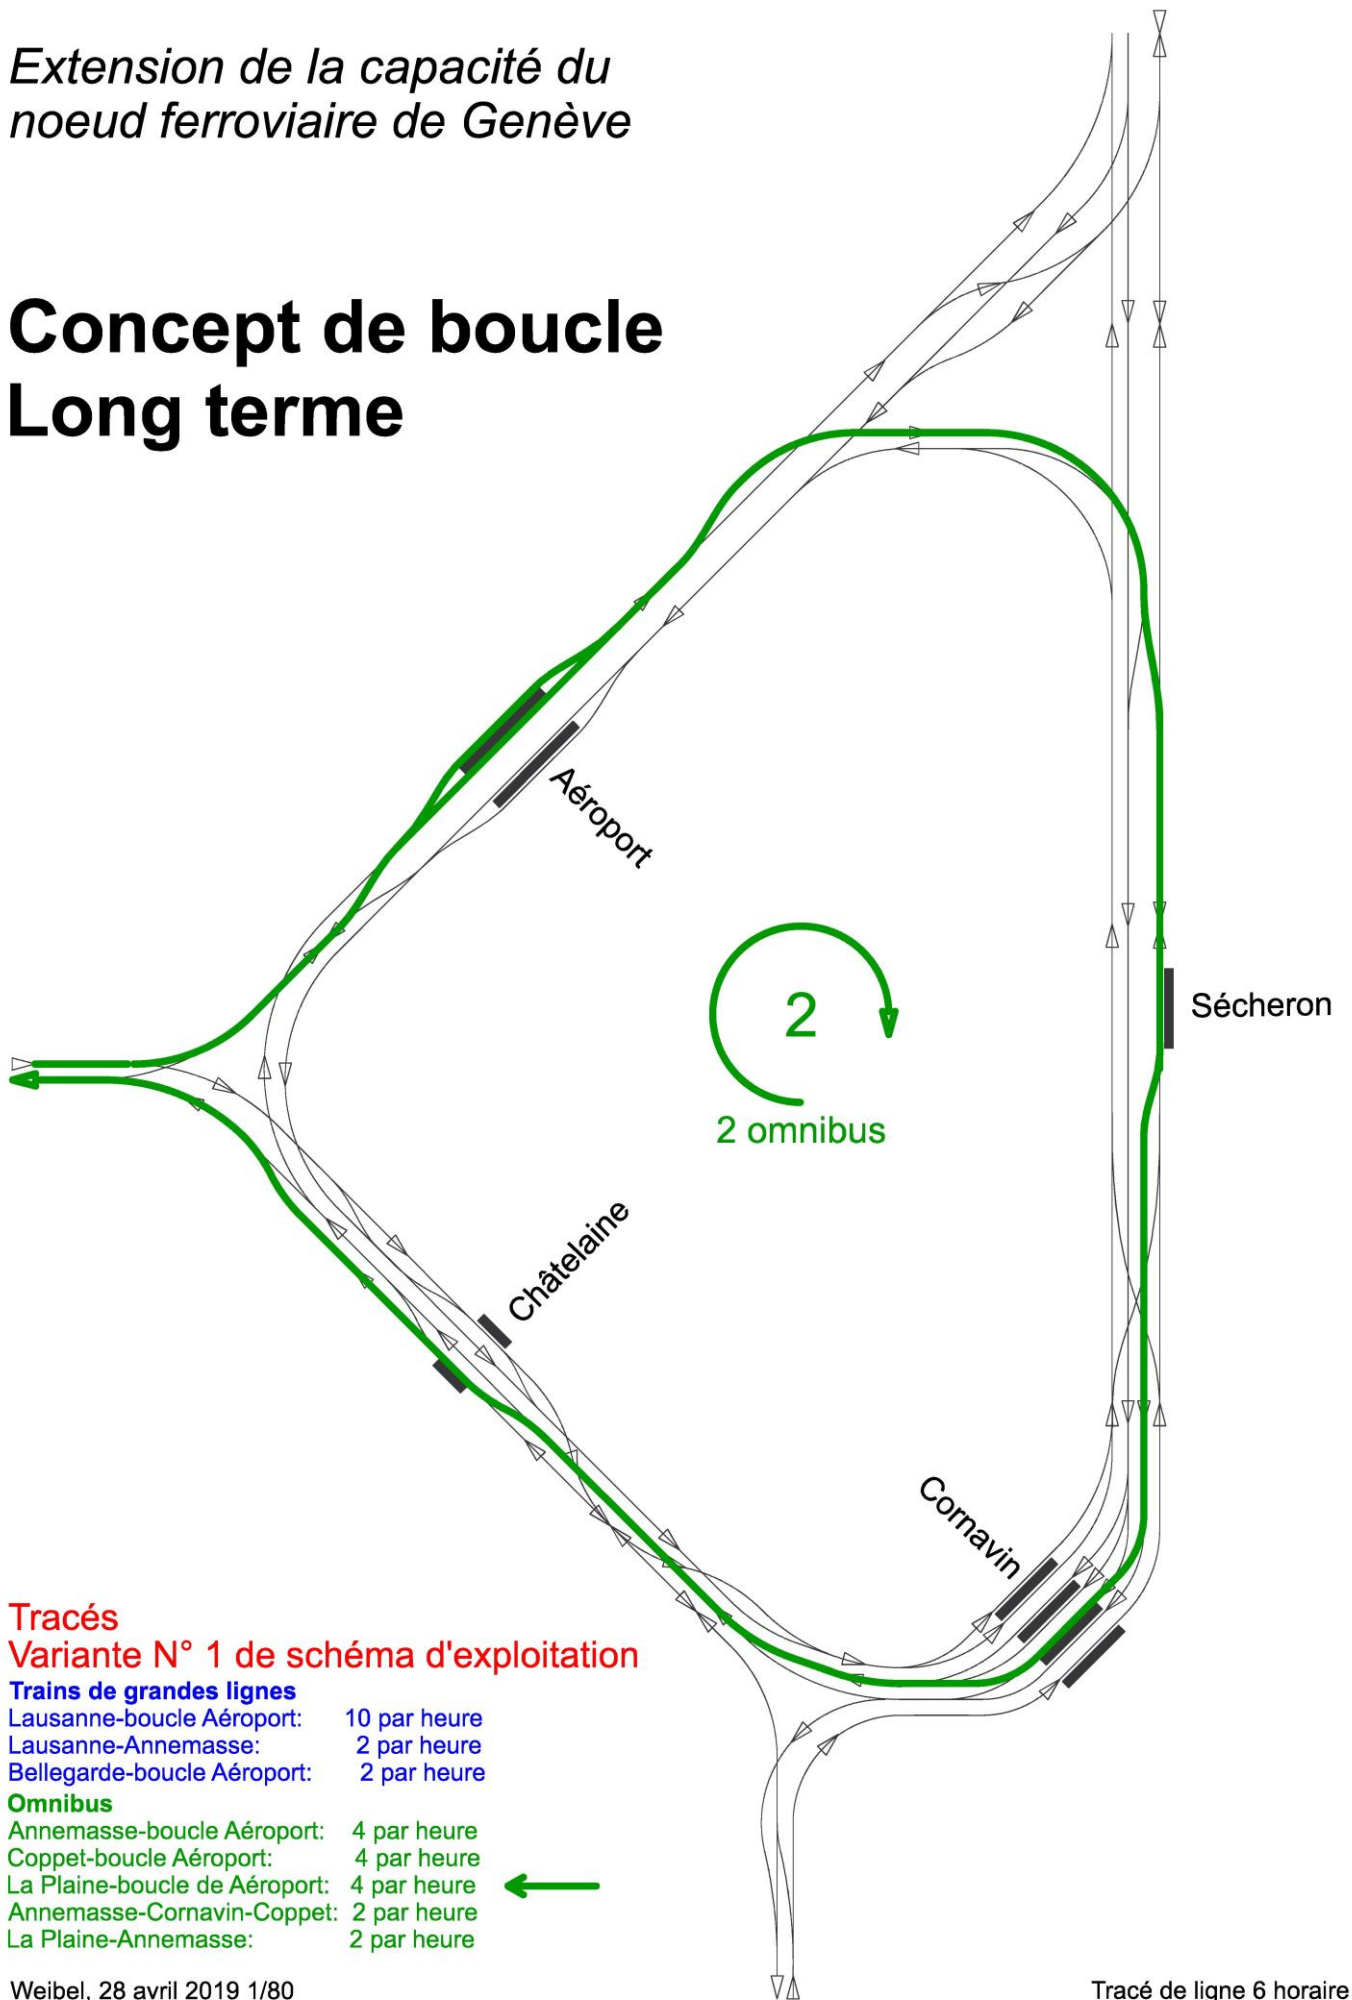 Extension de la capacité du
noeud ferroviaire de Genève
Concept de boucle
Long terme
Aéroport
Sécheron
2
2 omnibus
Châtelaine
Cornavin
Tracés
Variante N° 1 de schéma d'exploitation
Trains de grandes lignes
Lausanne-boucle Aéroport: 10 par heure
Lausanne-Annemasse: 2 par heure
Bellegarde-boucle Aéroport: 2 par heure
Omnibus
Annemasse-boucle Aéroport: 4 par heure
Coppet-boucle Aéroport: 4 par heure
La Plaine-boucle de Aéroport: 4 par heure
Annemasse-Cornavin-Coppet: 2 par heure
La Plaine-Annemasse: 2 par heure
Weibel, 28 avril 2019 1/80
Tracé de ligne 6 horaire